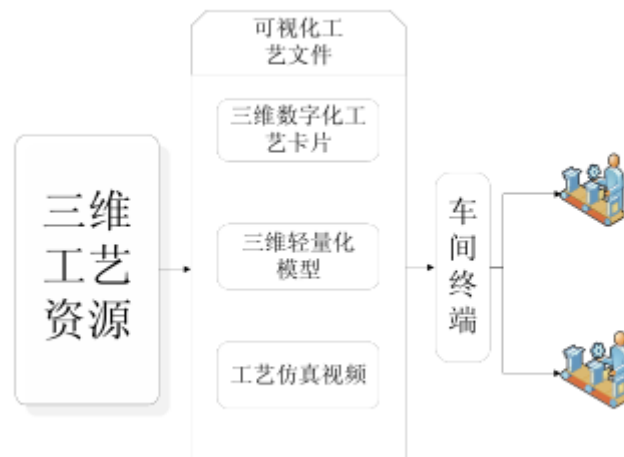 可视化工
艺文件
三维数字化工
艺卡片
三维
工艺
资源
三维轻量化
模型
工艺仿真视频
车
间
终
端